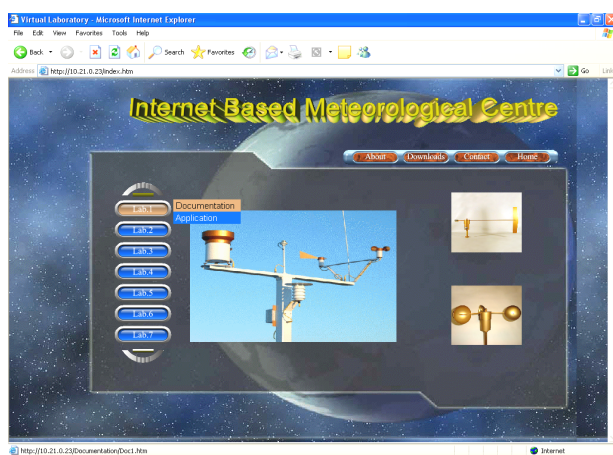 Virtual Laboratory - Microsoft Internet Explorer
File Edit View Favorites Tools Help
Back Search Favorites
Address http://10.21.0.23/index.htm Go Link
Internet Based Meteorological Centre
About Downloads Contact Home
Lab.1 Documentation
Application
Lab.2
Lab.3
Lab.4
Lab.5
Lab.6
Lab.7
http://10.21.0.23/Documentation/Doc1.htm Internet